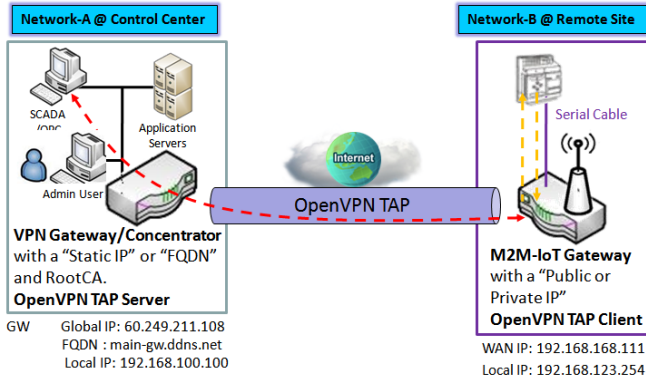 Network-A @ Control Center
Network-B @ Remote Site
SCADA
Application
Servers
Admin User
Serial Cable
Internet
OpenVPN TAP
VPN Gateway/Concentrator
with a “Static IP” or “FQDN”
and RootCA.
OpenVPN TAP Server
M2M-IoT Gateway
with a “Public or
Private IP”
OpenVPN TAP Client
GW Global IP: 60.249.211.108
FQDN : main-gw.ddns.net
Local IP: 192.168.100.100
WAN IP: 192.168.168.111
Local IP: 192.168.123.254